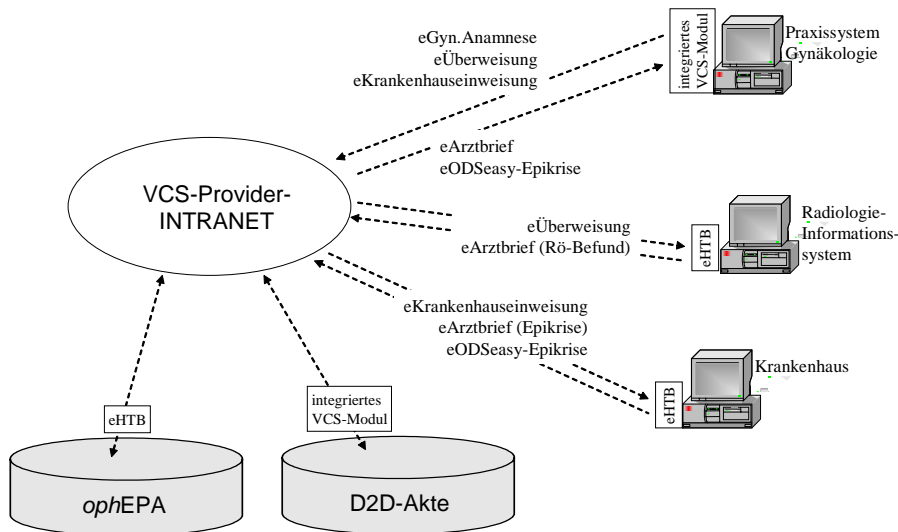 eGyn.Anamnese
eÜberweisung
eKrankenhauseinweisung
integriertes
VCS-Modul
Praxissystem
Gynäkologie
eArztbrief
eODSeasy-Epikrise
VCS-Provider-
INTRANET
eÜberweisung
eArztbrief (Rö-Befund)
eHTB
Radiologie-
Informations-
system
eKrankenhauseinweisung
eArztbrief (Epikrise)
eODSeasy-Epikrise
eHTB
Krankenhaus
eHTB
integriertes
VCS-Modul
ophEPA
D2D-Akte